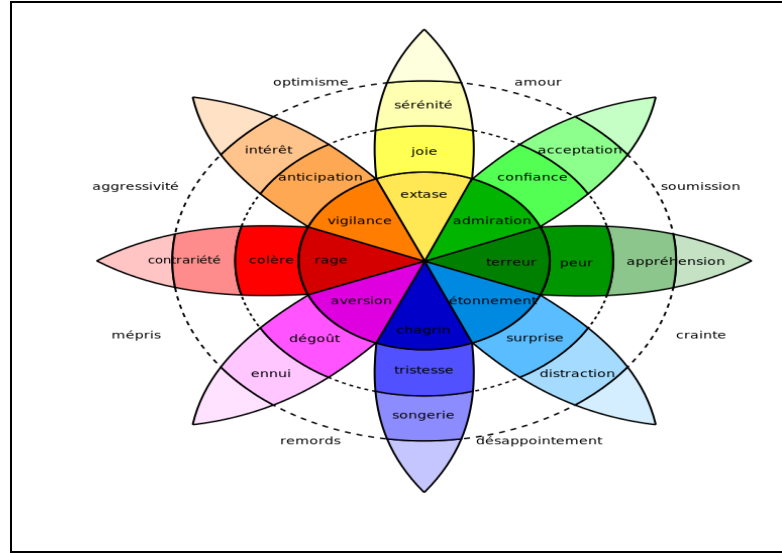 optimisme
amour
sérénité
intérêt
joie
acceptation
anticipation
confiance
aggressivité
soumission
extase
vigilance
admiration
contrariété
colère
rage
terreur
peur
appréhension
aversion
étonnement
mépris
chagrin
crainte
dégoût
surprise
ennui
tristesse
distraction
songerie
remords
désappointement